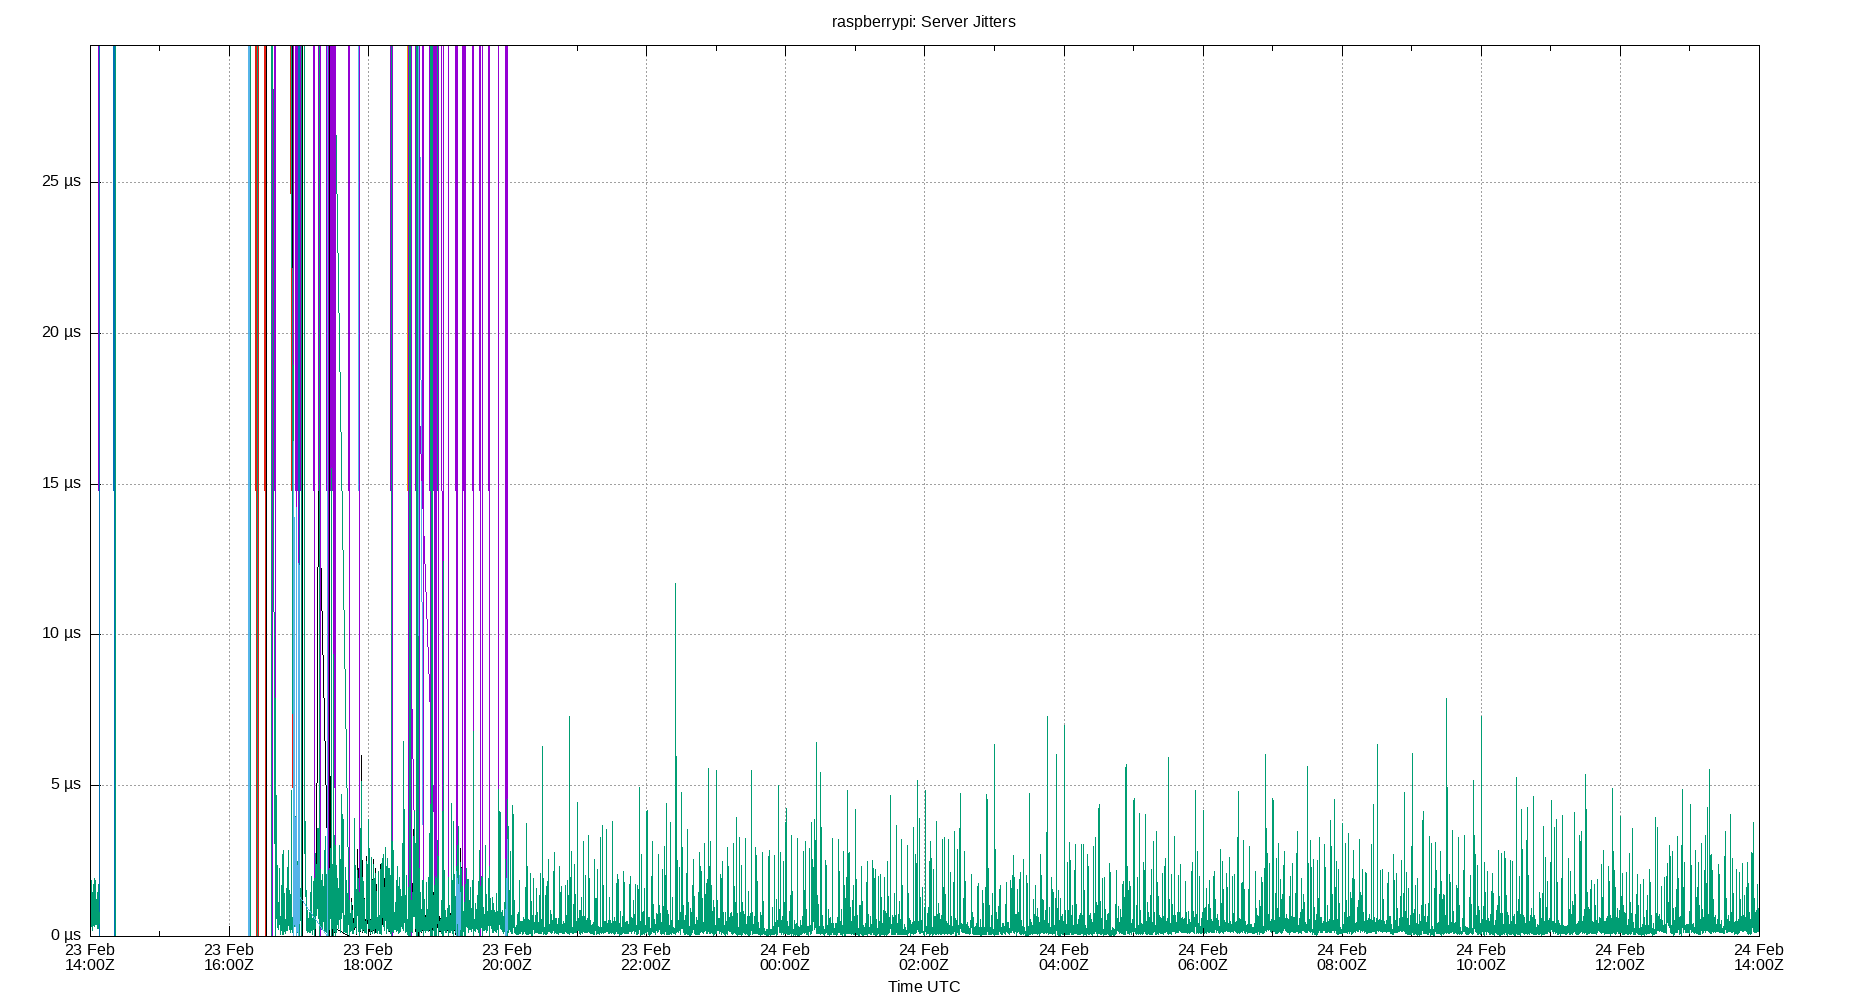 raspberrypi: Server Jitters
25 µs
20 µs
15 µs
10 µs
5 µs
0 µs
23 Feb 23 Feb 23 Feb 23 Feb 23 Feb 24 Feb 24 Feb 24 Feb 24 Feb 24 Feb 24 Feb 24 Feb 24 Feb
14:00Z 16:00Z 18:00Z 20:00Z 22:00Z 00:00Z 02:00Z 04:00Z 06:00Z 08:00Z 10:00Z 12:00Z 14:00Z
Time UTC